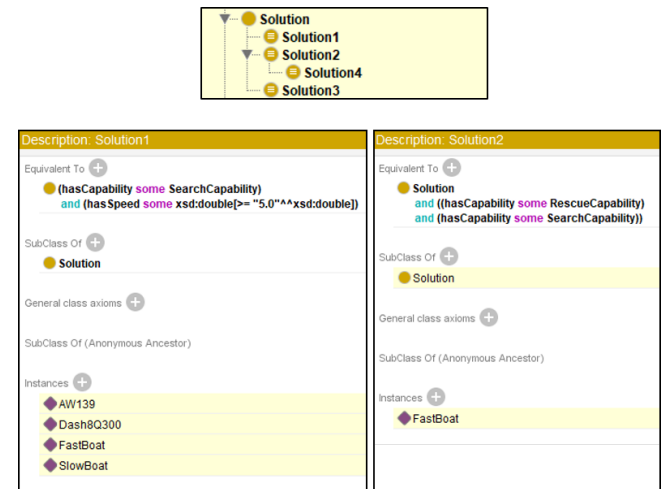 Solution
Solution1
Solution2
Solution4
Solution3
Description: Solution1
Equivalent To
(hasCapability some SearchCapability)
and (hasSpeed some xsd:double[>= "5.0"^^xsd:double])
SubClass Of
Solution
General class axioms
SubClass Of (Anonymous Ancestor)
Instances
AW139
Dash8Q300
FastBoat
SlowBoat
Description: Solution2
Equivalent To
Solution
and ((hasCapability some RescueCapability)
and (hasCapability some SearchCapability))
SubClass Of
Solution
General class axioms
SubClass Of (Anonymous Ancestor)
Instances
FastBoat